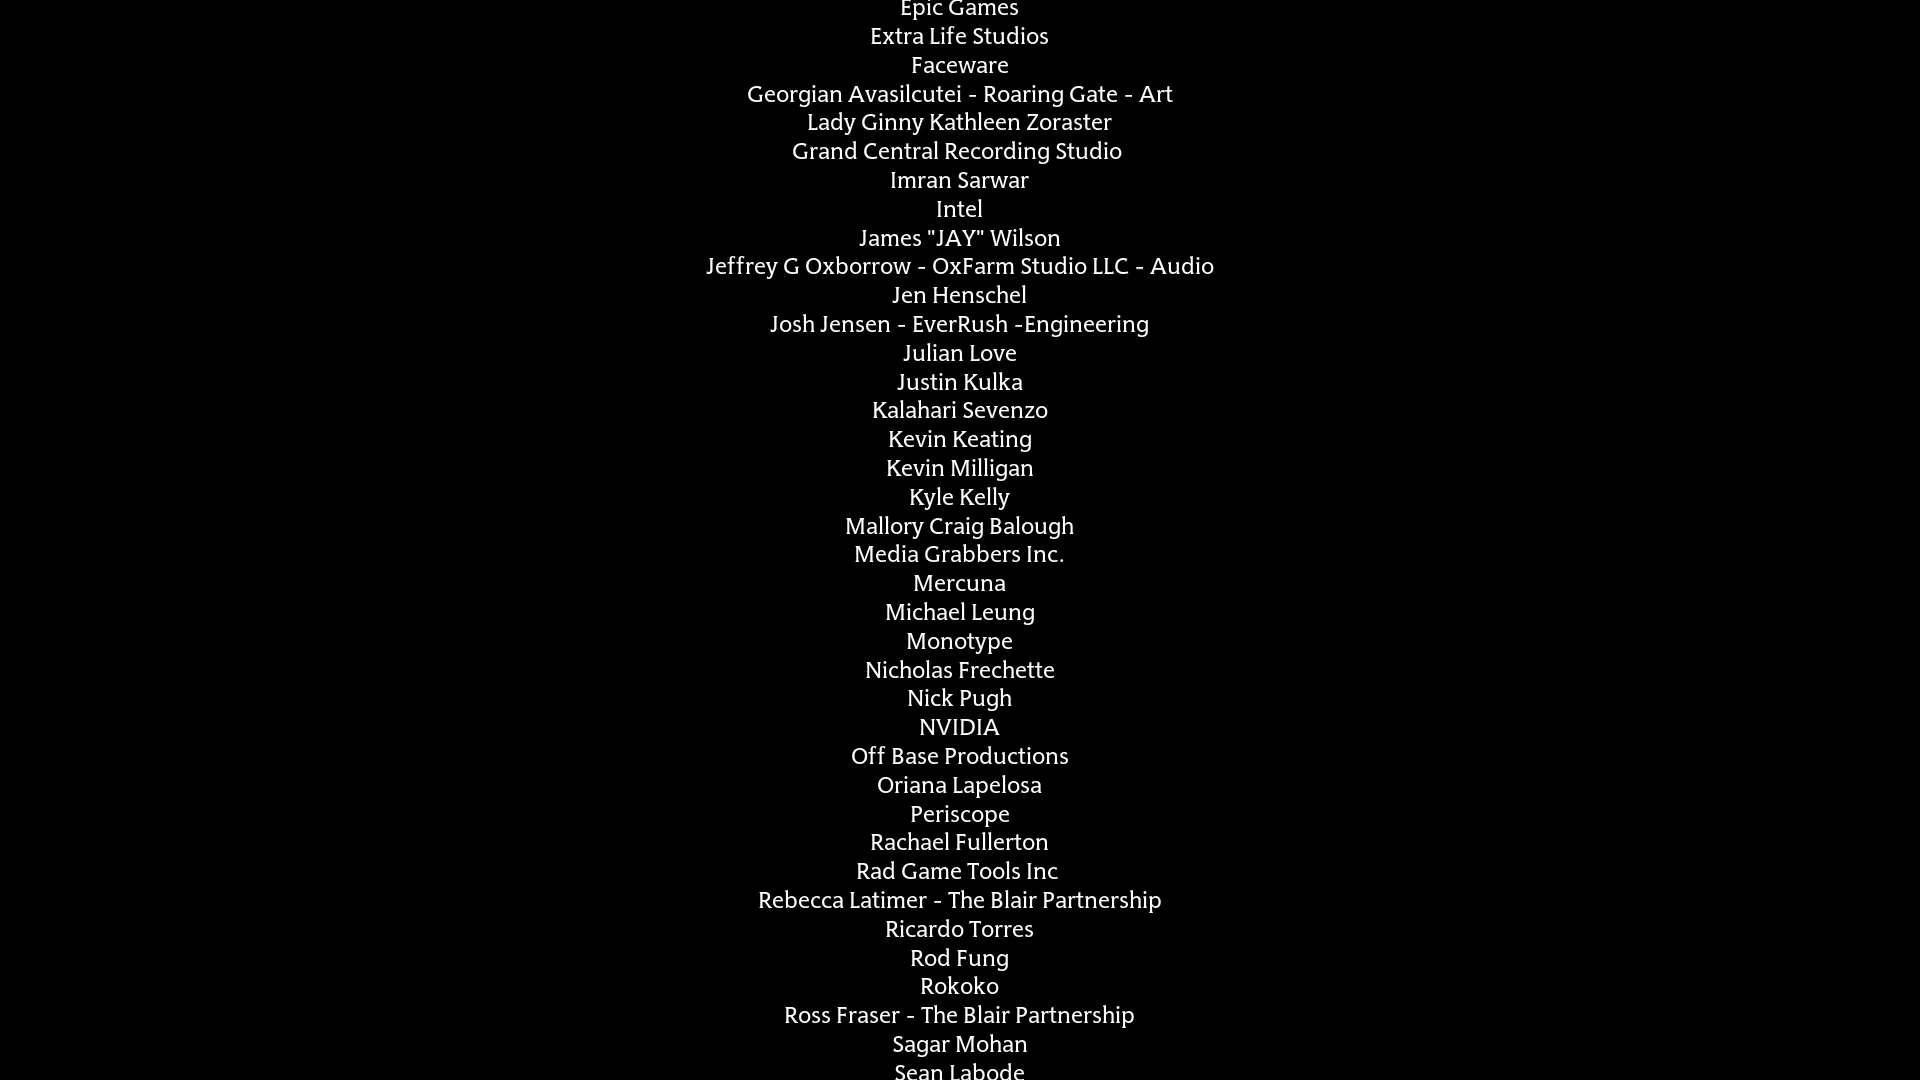 Epic Games
Extra Life Studios
Faceware
Georgian Avasilcutei - Roaring Gate - Art
Lady Ginny Kathleen Zoraster
Grand Central Recording Studio
Imran Sarwar
Intel
James "JAY" Wilson
Jeffrey G Oxborrow - OxFarm Studio LLC - Audio
Jen Henschel
Josh Jensen - EverRush -Engineering
Julian Love
Justin Kulka
Kalahari Sevenzo
Kevin Keating
Kevin Milligan
Kyle Kelly
Mallory Craig Balough
Media Grabbers Inc.
Mercuna
Michael Leung
Monotype
Nicholas Frechette
Nick Pugh
NVIDIA
Off Base Productions
Oriana Lapelosa
Periscope
Rachael Fullerton
Rad Game Tools Inc
Rebecca Latimer - The Blair Partnership
Ricardo Torres
Rod Fung
Rokoko
Ross Fraser - The Blair Partnership
Sagar Mohan
Sean Labode